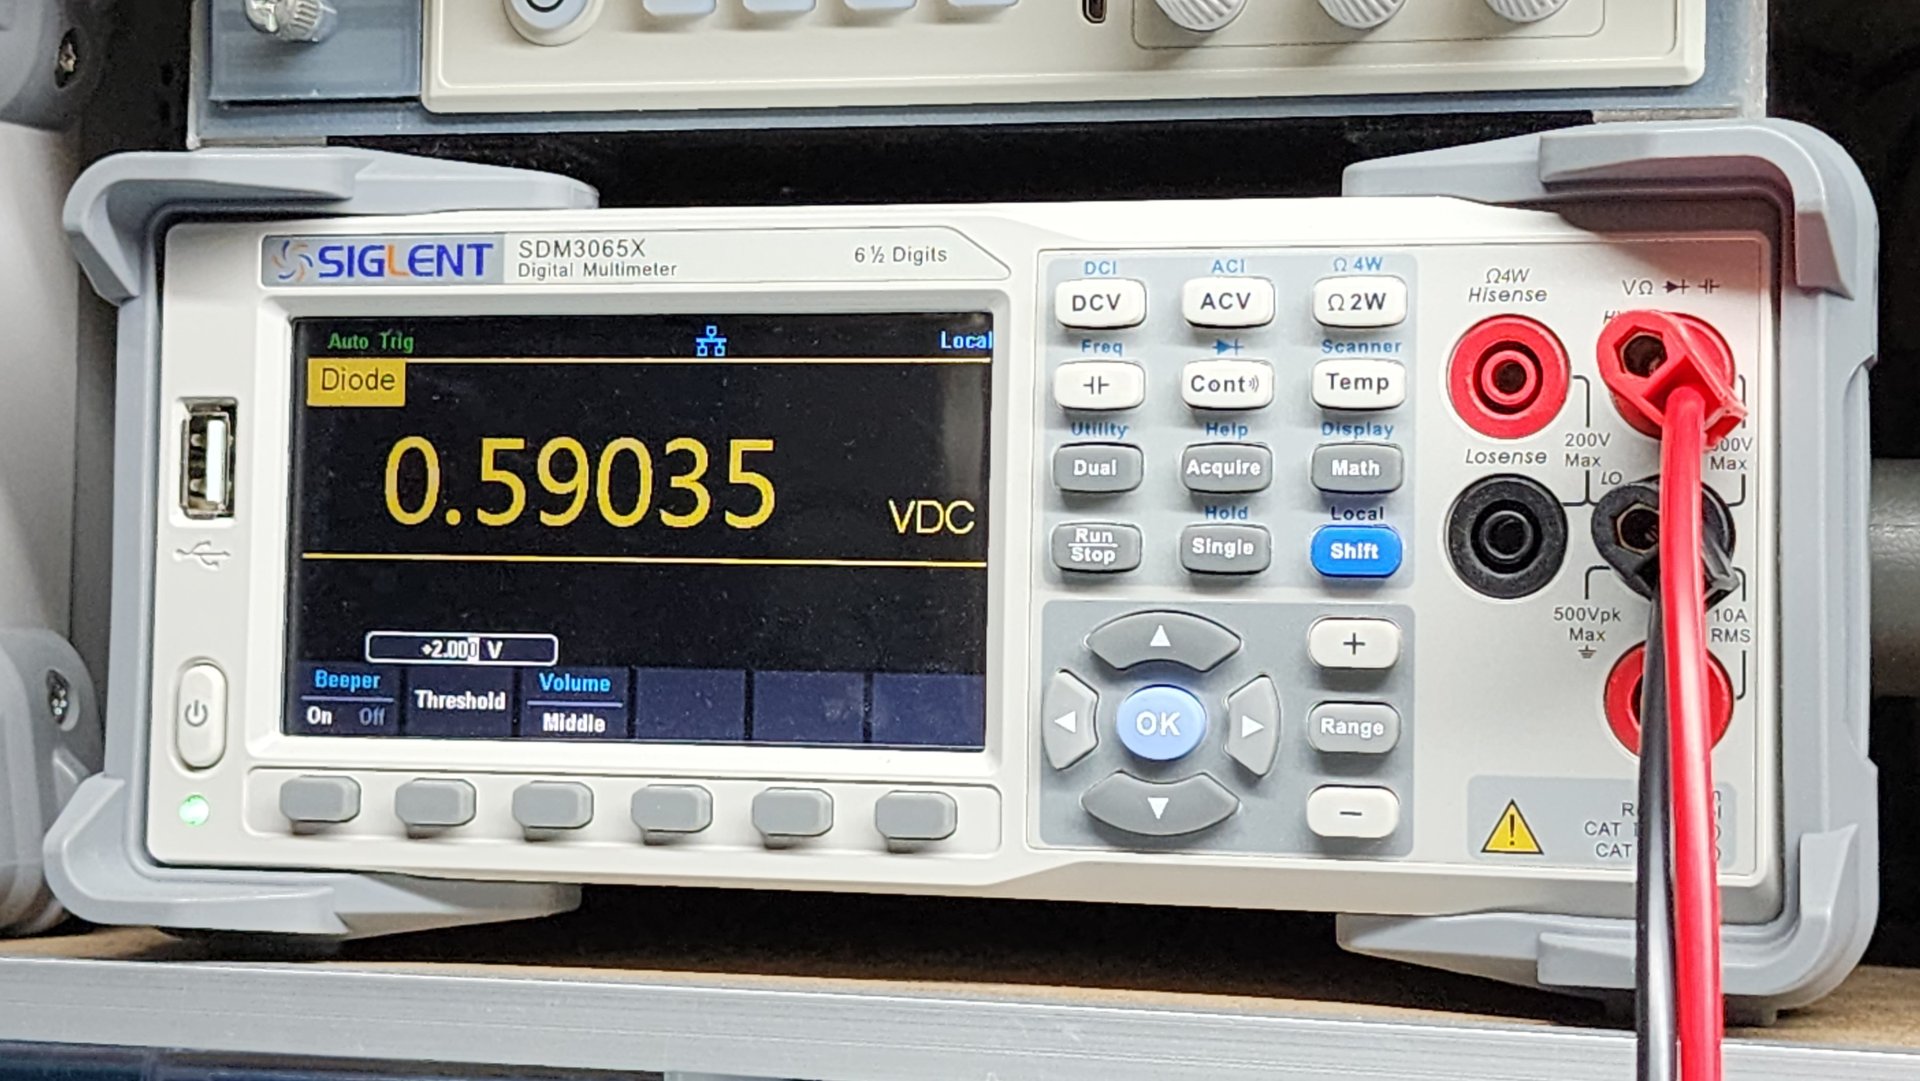 SIGLENT
SDM3065X
Digital Multimeter
6 ½ Digits
Auto Trig
Local
Diode
0.59035
VDC
+2.000 V
Beeper
On Off
Threshold
Volume
Middle
DCI ACI Ω 4W
DCV ACV Ω 2W
Freq Scanner
Cont Temp
Utility Help Display
Dual Acquire Math
Hold Local
Run
Stop
Single Shift
OK
+
Range
−
Ω4W
Hisense
VΩ
200V
Max
Losense
LO
Max
500Vpk
Max
10A
RMS
CAT
CAT